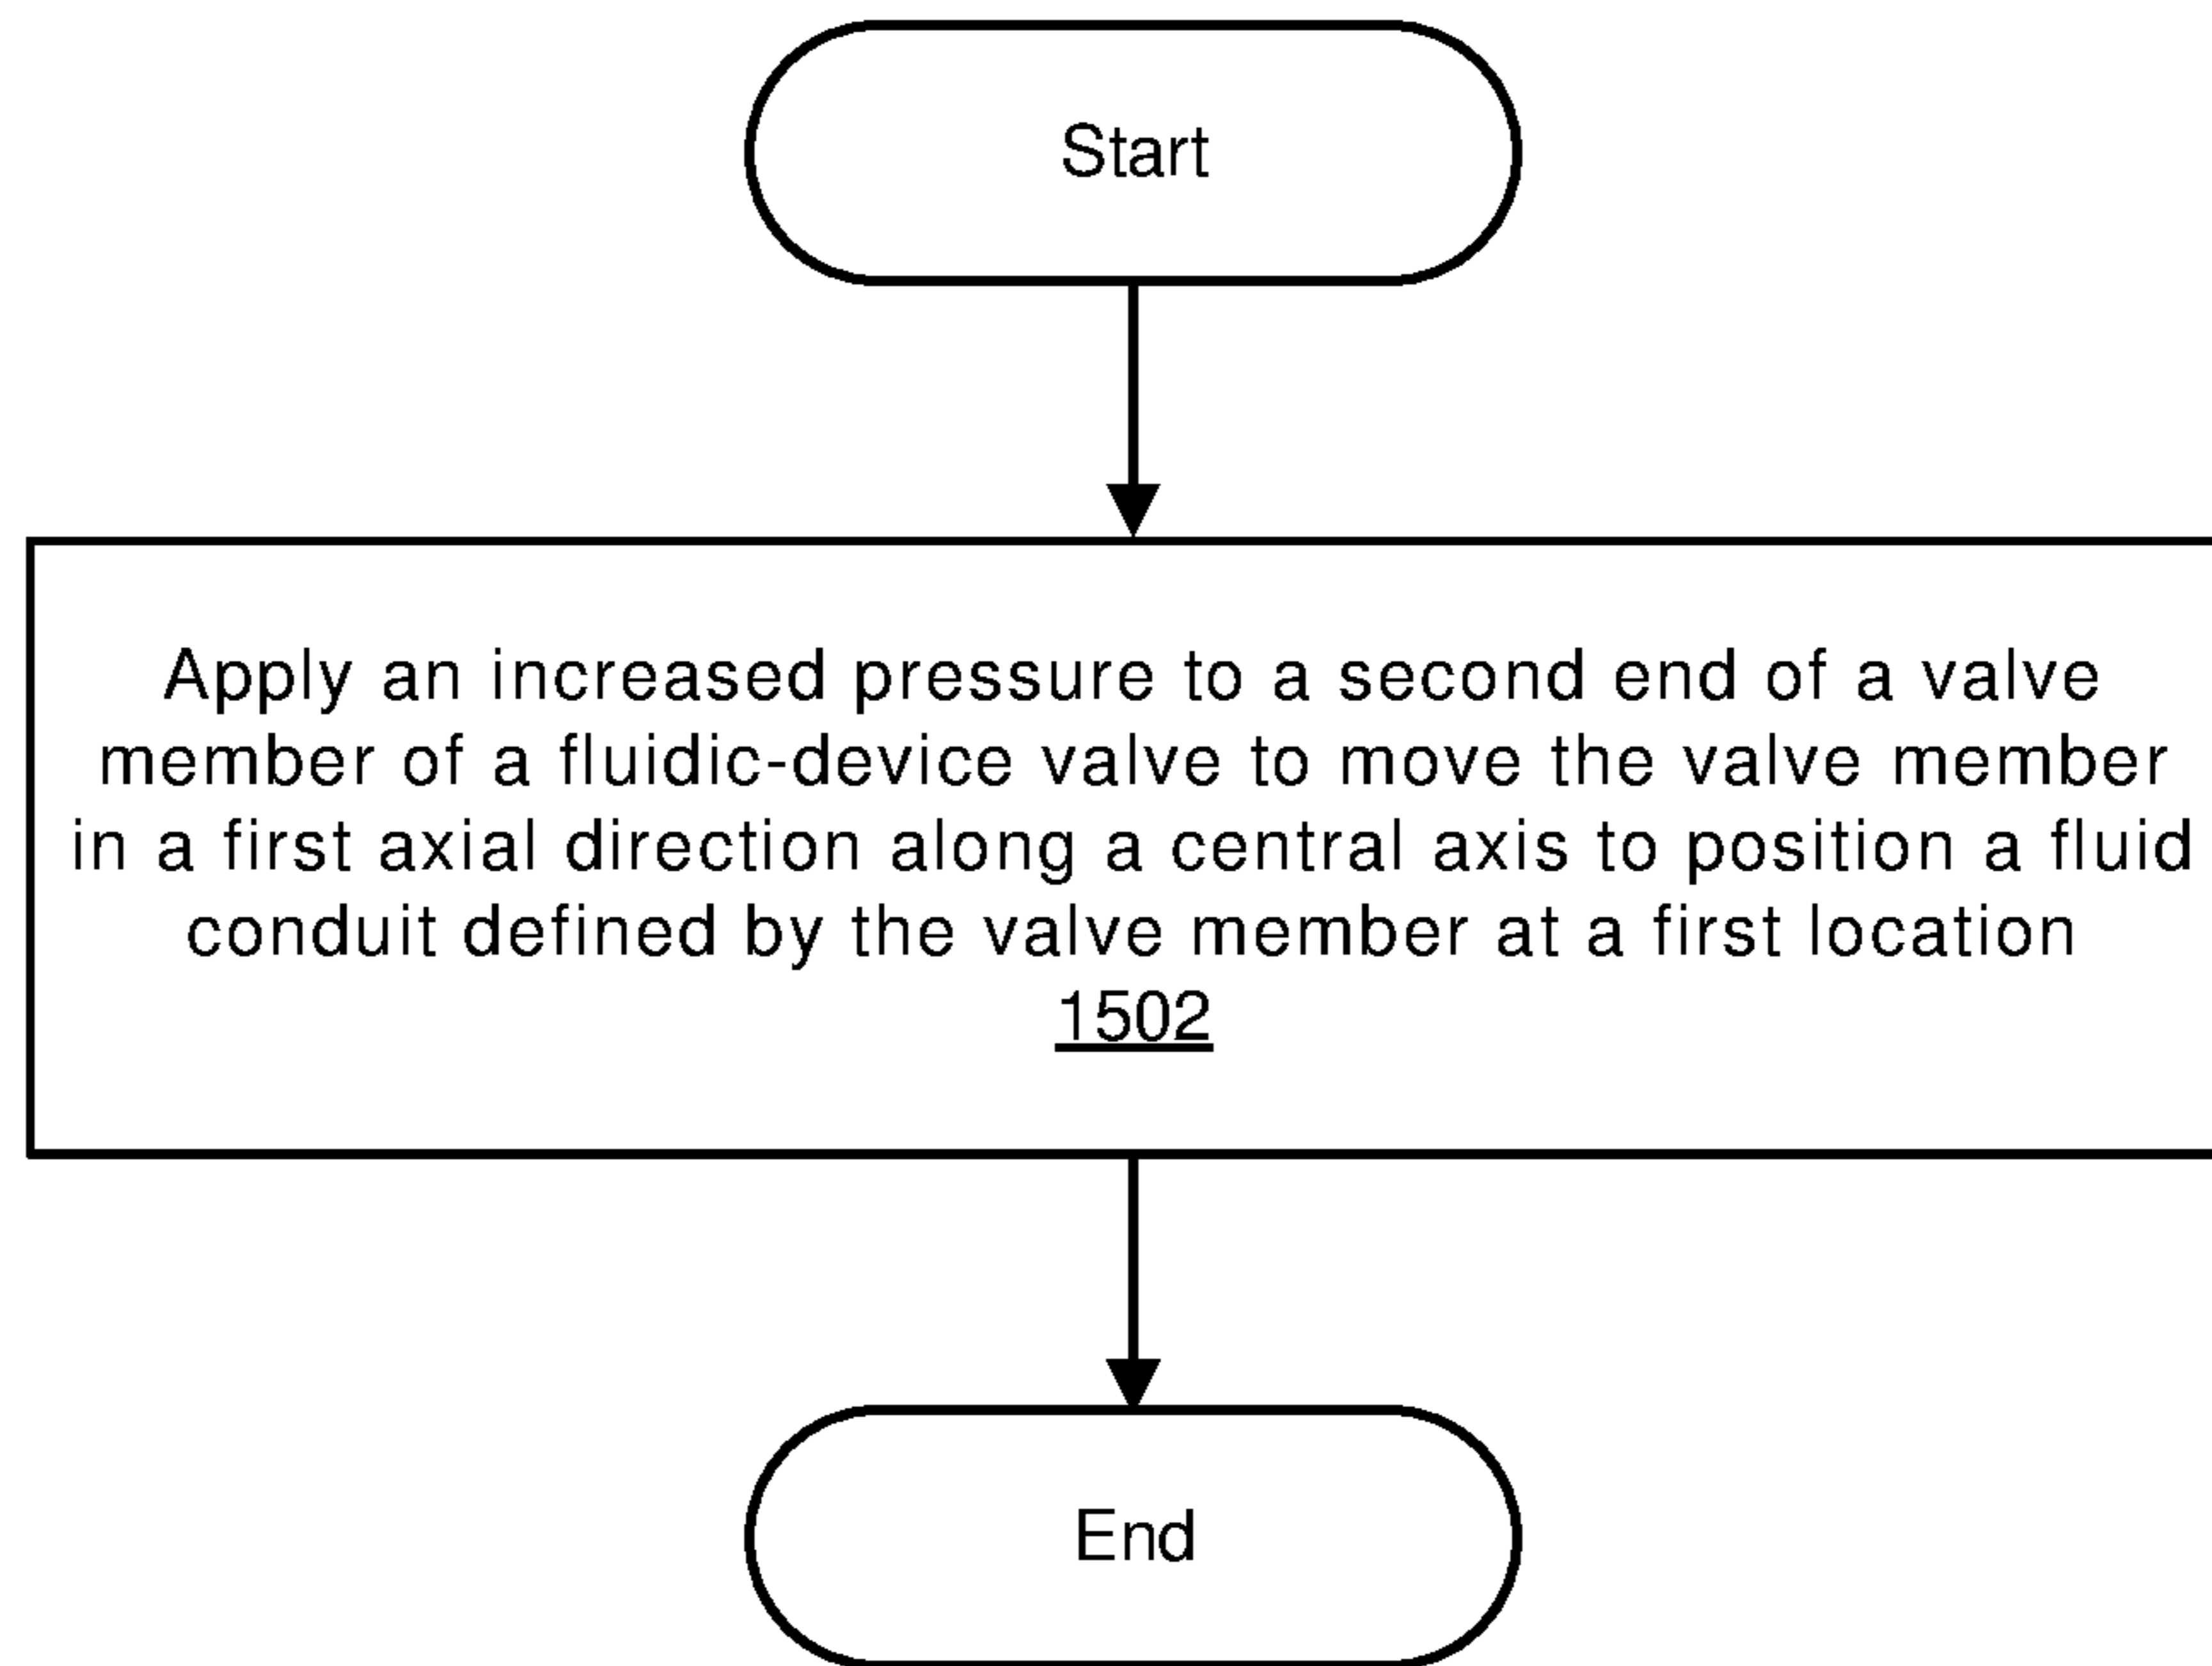 Start
Apply an increased pressure to a second end of a valve
member of a fluidic-device valve to move the valve member
in a first axial direction along a central axis to position a fluid
conduit defined by the valve member at a first location
1502
End